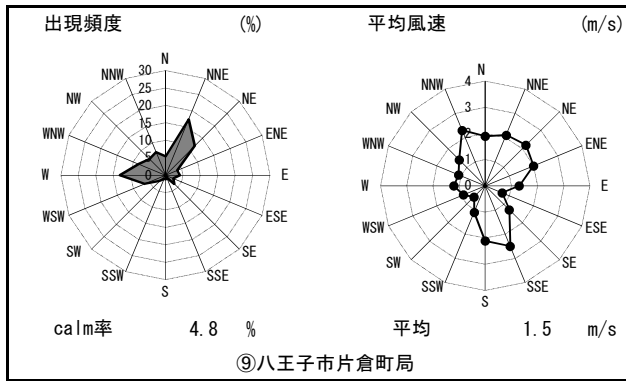 出現頻度 (%) 平均風速 (m/s)
N N
NNW 30 NNE NNW 4 NNE
25
NW 20 NE NW 3 NE
15
WNW 10 ENE WNW 2 ENE
5 1
W 0 E W 0 E
WSW ESE WSW ESE
SW SE SW SE
SSW SSE SSW SSE
S S
calm率 4.8 % 平均 1.5 m/s
⑨八王子市片倉町局